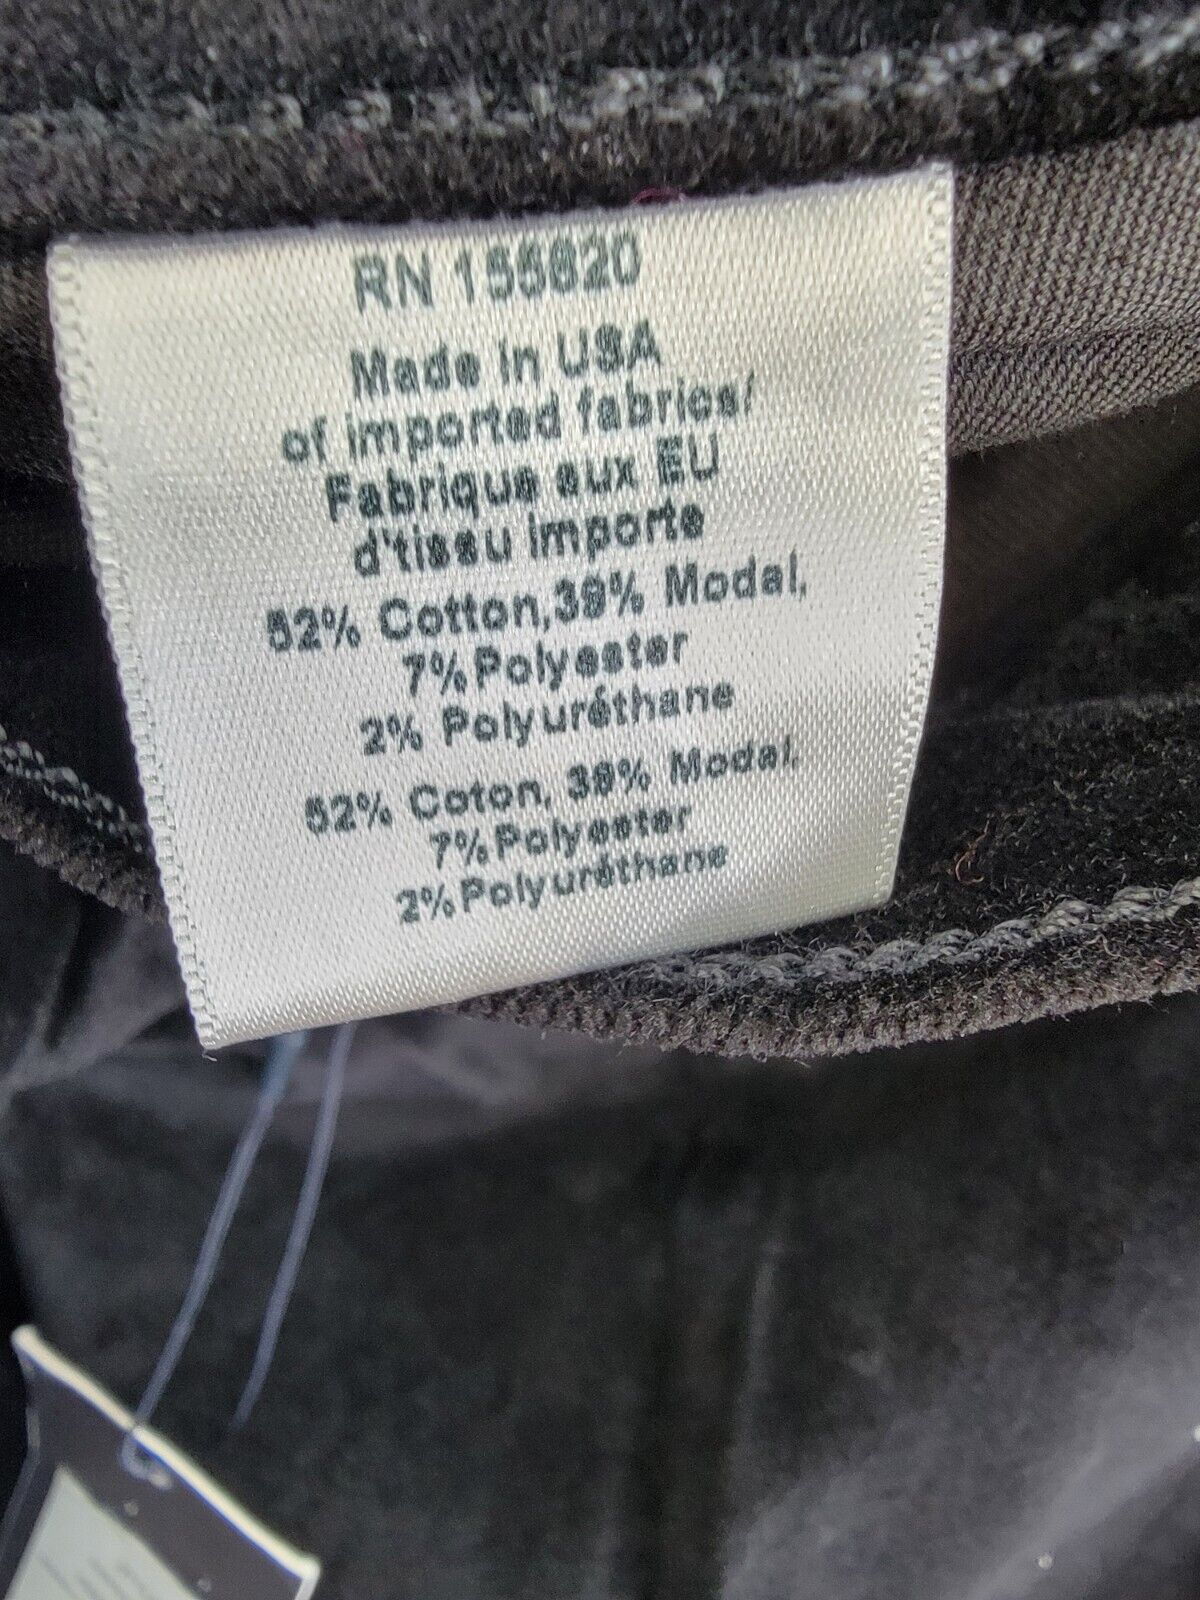 RN 155620
Made in USA
of imported fabrics/
Fabrique aux EU
d'tissu importe
52% Cotton,39% Modal,
7%Polyester
2% Polyuréthane
52% Coton, 39% Modal,
7%Polyester
2%Polyuréthane